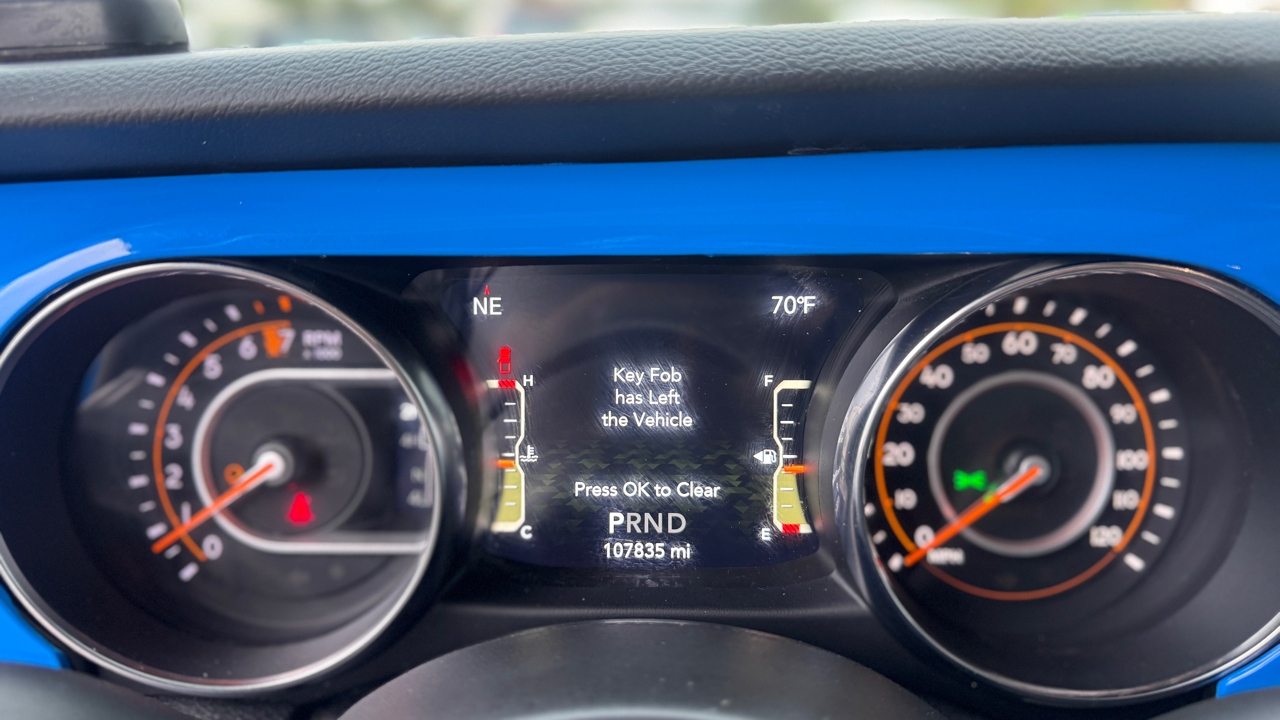 NE
70°F
RPM
x 1000
0
1
2
3
4
5
6
7
H
C
Key Fob
has Left
the Vehicle
Press OK to Clear
PRND
107835 mi
F
E
0
10
20
30
40
50
60
70
80
90
100
110
120
MPH